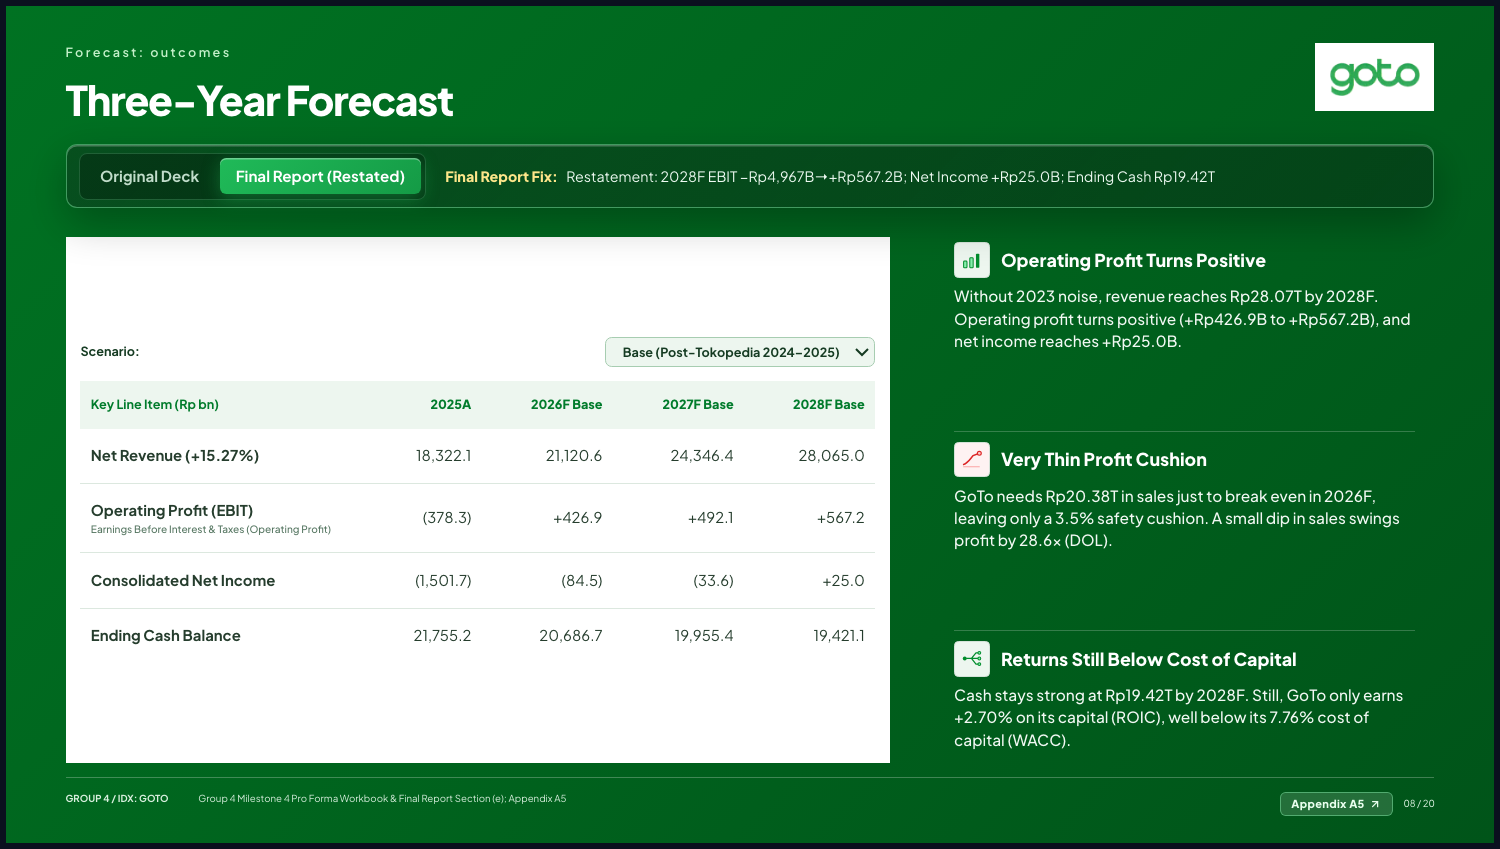 Forecast: outcomes
Three-Year Forecast
goto
Original Deck
Final Report (Restated)
Final Report Fix: Restatement: 2028F EBIT −Rp4,967B→+Rp567.2B; Net Income +Rp25.0B; Ending Cash Rp19.42T
Scenario:
Base (Post-Tokopedia 2024–2025)
Key Line Item (Rp bn) 2025A 2026F Base 2027F Base 2028F Base
Net Revenue (+15.27%) 18,322.1 21,120.6 24,346.4 28,065.0
Operating Profit (EBIT) (378.3) +426.9 +492.1 +567.2
Earnings Before Interest & Taxes (Operating Profit)
Consolidated Net Income (1,501.7) (84.5) (33.6) +25.0
Ending Cash Balance 21,755.2 20,686.7 19,955.4 19,421.1
Operating Profit Turns Positive
Without 2023 noise, revenue reaches Rp28.07T by 2028F.
Operating profit turns positive (+Rp426.9B to +Rp567.2B), and
net income reaches +Rp25.0B.
Very Thin Profit Cushion
GoTo needs Rp20.38T in sales just to break even in 2026F,
leaving only a 3.5% safety cushion. A small dip in sales swings
profit by 28.6× (DOL).
Returns Still Below Cost of Capital
Cash stays strong at Rp19.42T by 2028F. Still, GoTo only earns
+2.70% on its capital (ROIC), well below its 7.76% cost of
capital (WACC).
GROUP 4 / IDX: GOTO
Group 4 Milestone 4 Pro Forma Workbook & Final Report Section (e); Appendix A5
Appendix A5 ↗
08 / 20